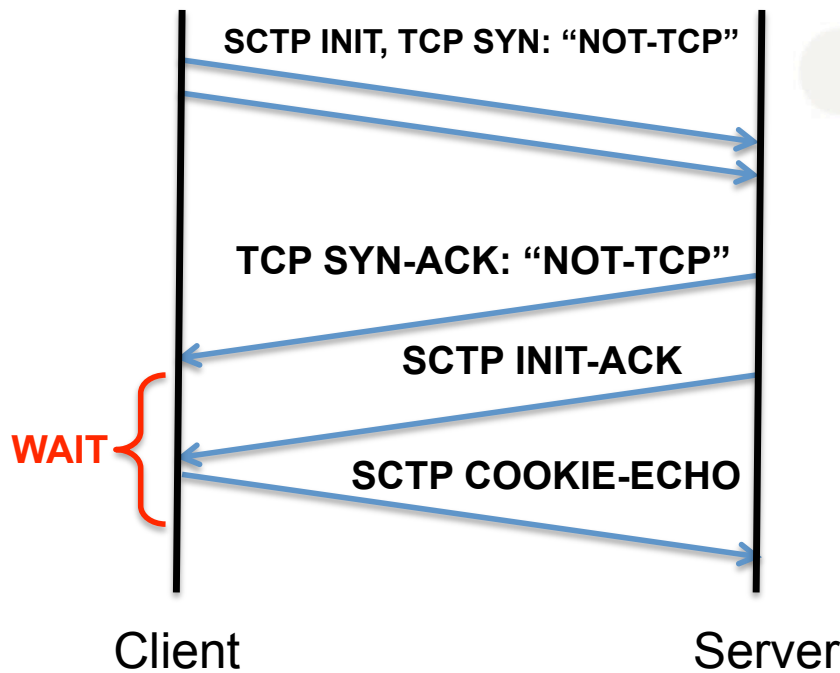 SCTP INIT, TCP SYN: “NOT-TCP”
TCP SYN-ACK: “NOT-TCP”
SCTP INIT-ACK
WAIT
SCTP COOKIE-ECHO
Client
Server